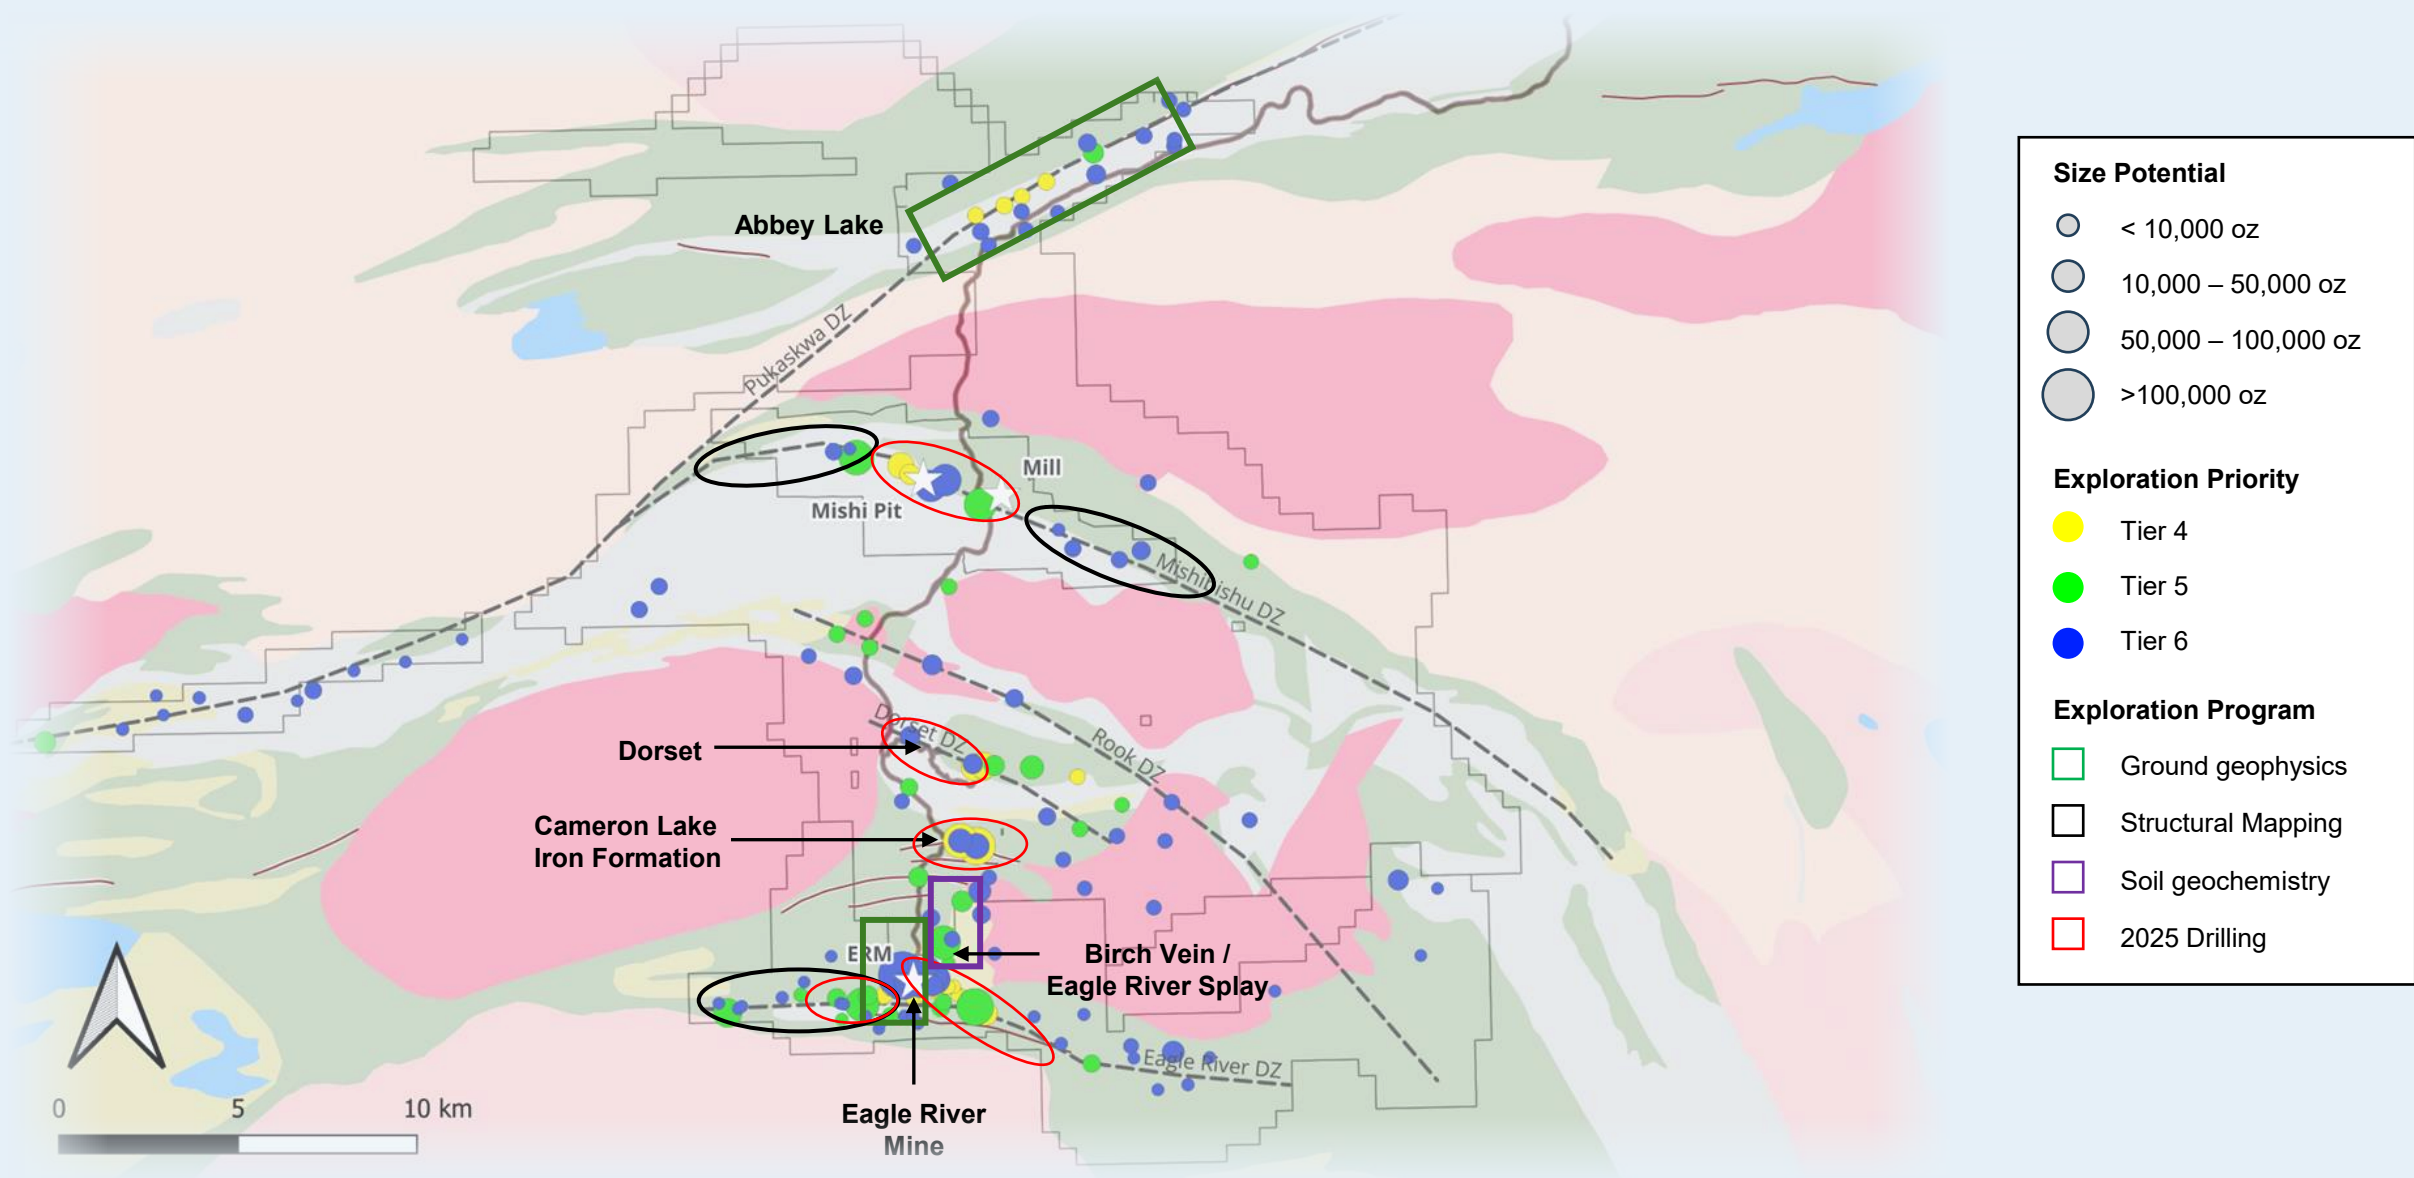 Abbey Lake
Pukaskwa DZ
Mill
Mishi Pit
Mishibishu DZ
Dorset DZ
Rook DZ
Dorset
Cameron Lake
Iron Formation
ERM
Birch Vein /
Eagle River Splay
Eagle River DZ
Eagle River
Mine
0 5 10 km
Size Potential
< 10,000 oz
10,000 – 50,000 oz
50,000 – 100,000 oz
>100,000 oz
Exploration Priority
Tier 4
Tier 5
Tier 6
Exploration Program
Ground geophysics
Structural Mapping
Soil geochemistry
2025 Drilling